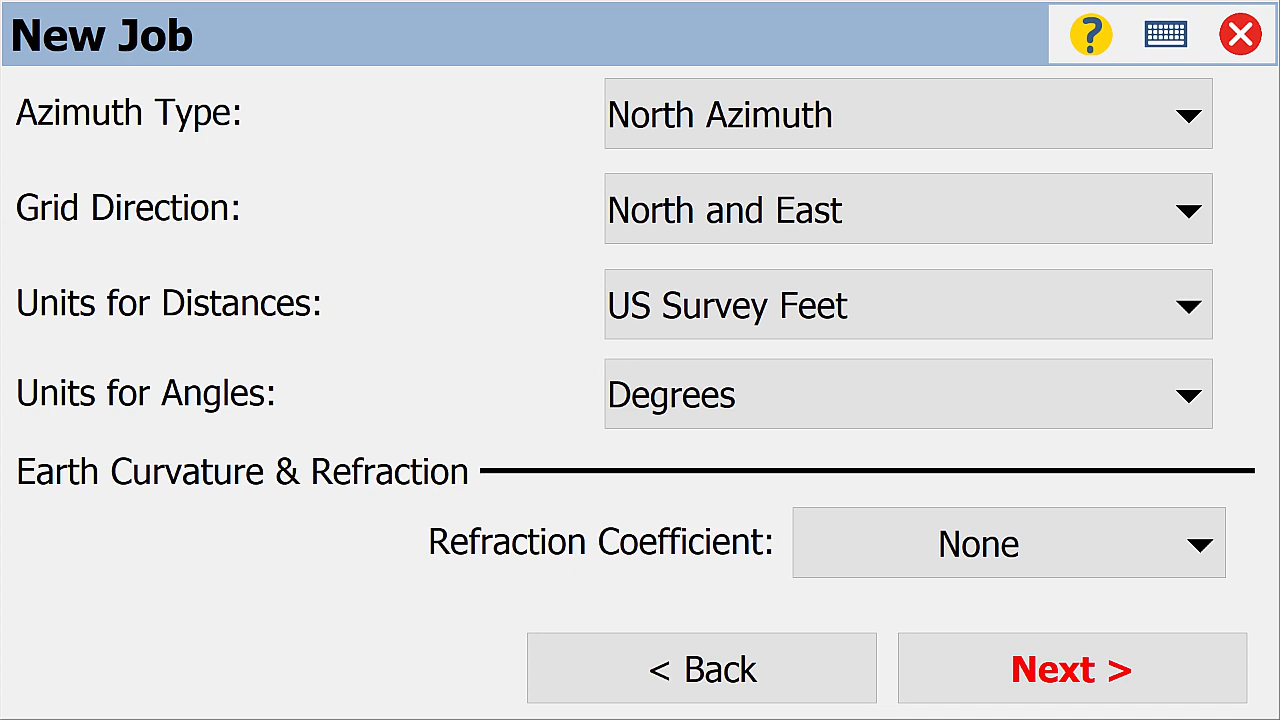 New Job
?
Azimuth Type: North Azimuth
Grid Direction: North and East
Units for Distances: US Survey Feet
Units for Angles: Degrees
Earth Curvature & Refraction
Refraction Coefficient: None
< Back Next >